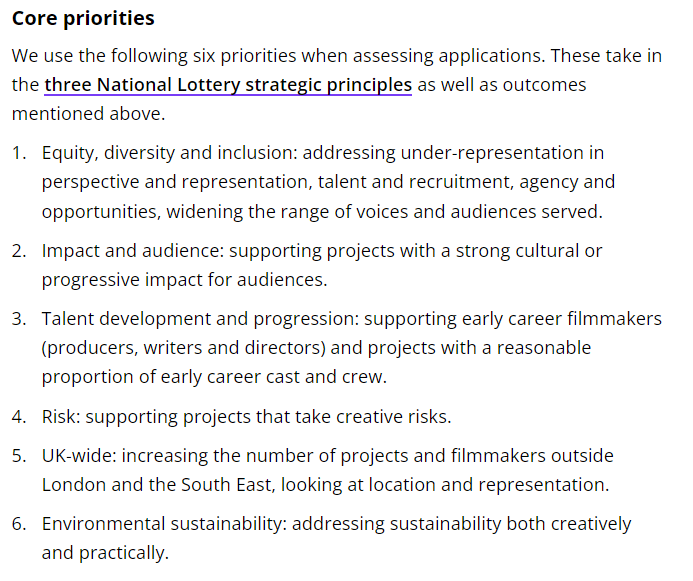 Core priorities
We use the following six priorities when assessing applications. These take in
the three National Lottery strategic principles as well as outcomes
mentioned above.
1. Equity, diversity and inclusion: addressing under-representation in
perspective and representation, talent and recruitment, agency and
opportunities, widening the range of voices and audiences served.
2. Impact and audience: supporting projects with a strong cultural or
progressive impact for audiences.
3. Talent development and progression: supporting early career filmmakers
(producers, writers and directors) and projects with a reasonable
proportion of early career cast and crew.
4. Risk: supporting projects that take creative risks.
5. UK-wide: increasing the number of projects and filmmakers outside
London and the South East, looking at location and representation.
6. Environmental sustainability: addressing sustainability both creatively
and practically.